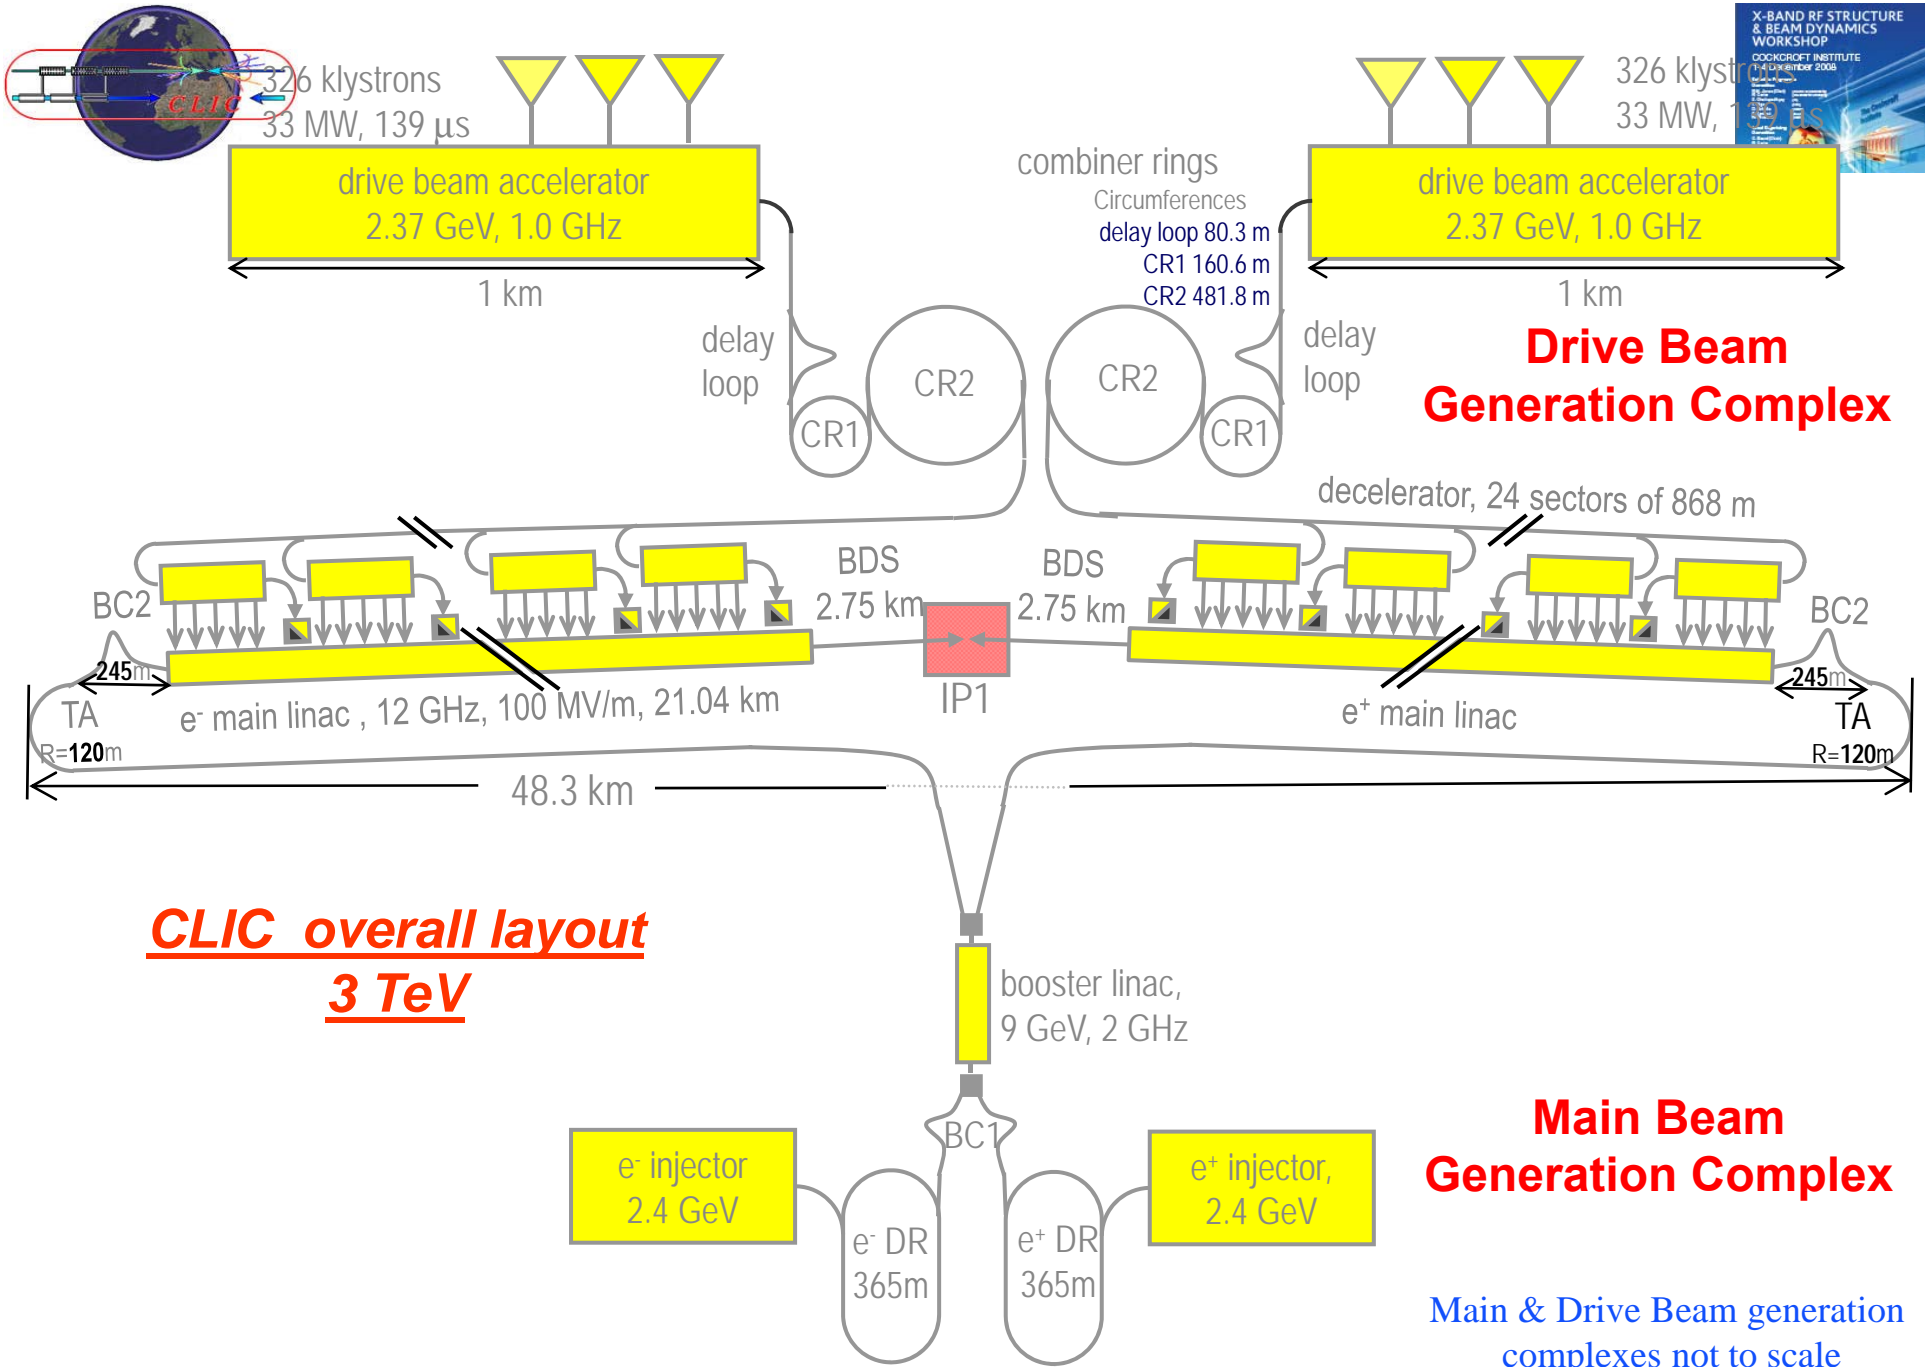 CLIC
X-BAND RF STRUCTURE
& BEAM DYNAMICS
WORKSHOP
COCKCROFT INSTITUTE
December 2008
326 klystrons
33 MW, 139 µs
326 klystrons
33 MW, 139 µs
drive beam accelerator
2.37 GeV, 1.0 GHz
1 km
combiner rings
Circumferences
delay loop 80.3 m
CR1 160.6 m
CR2 481.8 m
drive beam accelerator
2.37 GeV, 1.0 GHz
1 km
delay
loop
CR1
CR2
CR2
CR1
delay
loop
Drive Beam
Generation Complex
decelerator, 24 sectors of 868 m
BC2
BDS
2.75 km
BDS
2.75 km
BC2
245m
245m
TA
R=120m
e⁻ main linac , 12 GHz, 100 MV/m, 21.04 km
IP1
e⁺ main linac
TA
R=120m
48.3 km
CLIC overall layout
3 TeV
booster linac,
9 GeV, 2 GHz
BC1
e⁻ injector
2.4 GeV
e⁺ injector,
2.4 GeV
e⁻ DR
365m
e⁺ DR
365m
Main Beam
Generation Complex
Main & Drive Beam generation
complexes not to scale